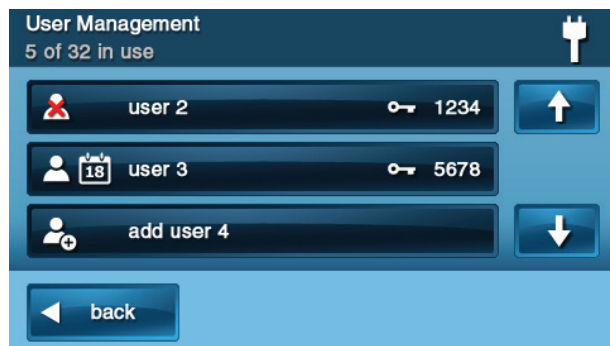 User Management
5 of 32 in use
user 2 1234
18 user 3 5678
add user 4
back